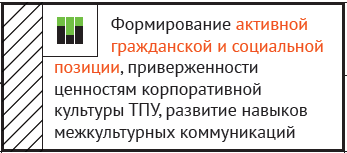 Формирование активной
гражданской и социальной
позиции, приверженности
ценностям корпоративной
культуры ТПУ, развитие навыков
межкультурных коммуникаций